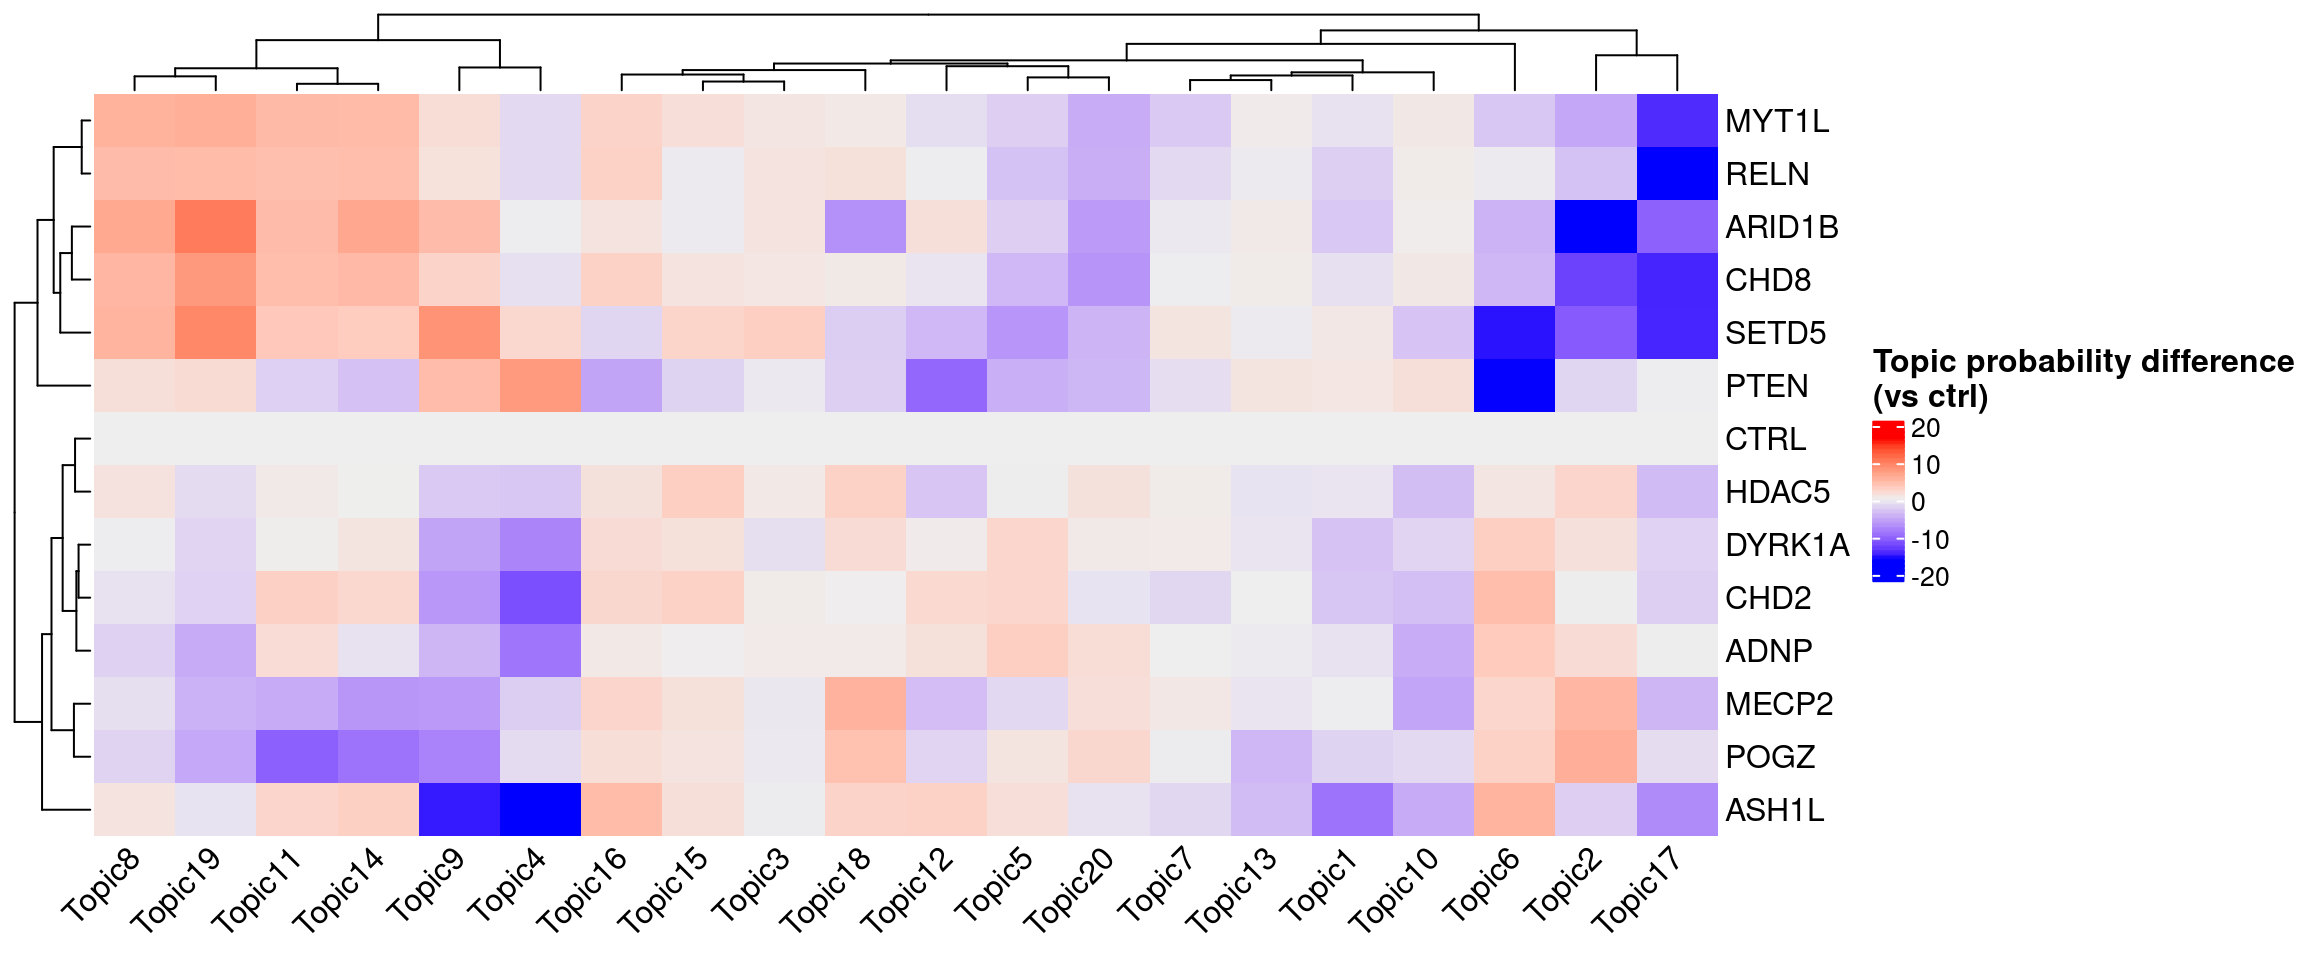 MYT1L
RELN
ARID1B
CHD8
SETD5
PTEN
CTRL
HDAC5
DYRK1A
CHD2
ADNP
MECP2
POGZ
ASH1L
Topic probability difference
(vs ctrl)
20
10
0
-10
-20
Topic8
Topic19
Topic11
Topic14
Topic9
Topic4
Topic16
Topic15
Topic3
Topic18
Topic12
Topic5
Topic20
Topic7
Topic13
Topic1
Topic10
Topic6
Topic2
Topic17